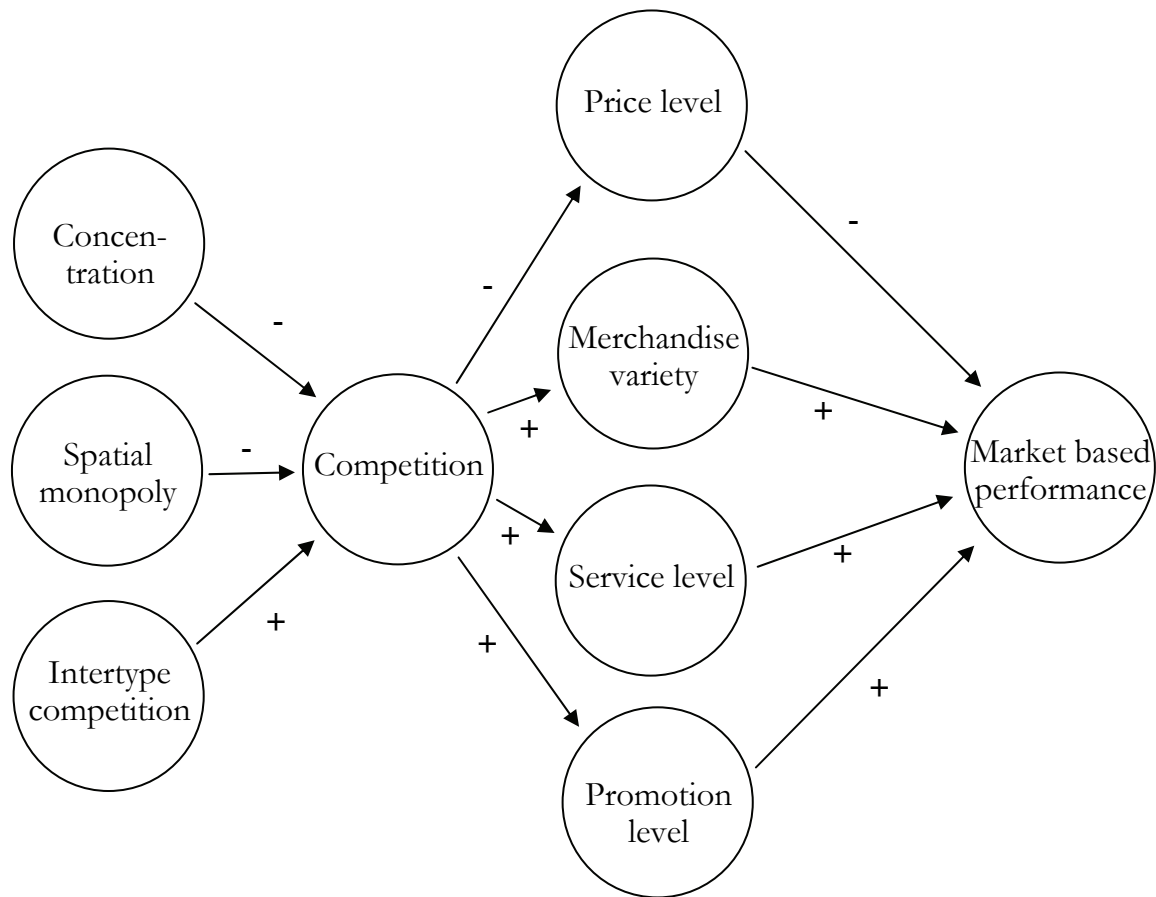 Price level
-
Concen-
tration
-
-
Merchandise
variety
+
+
Spatial
monopoly
-
Competition
Market based
performance
+
Service level
+
Intertype
competition
+
+
+
Promotion
level